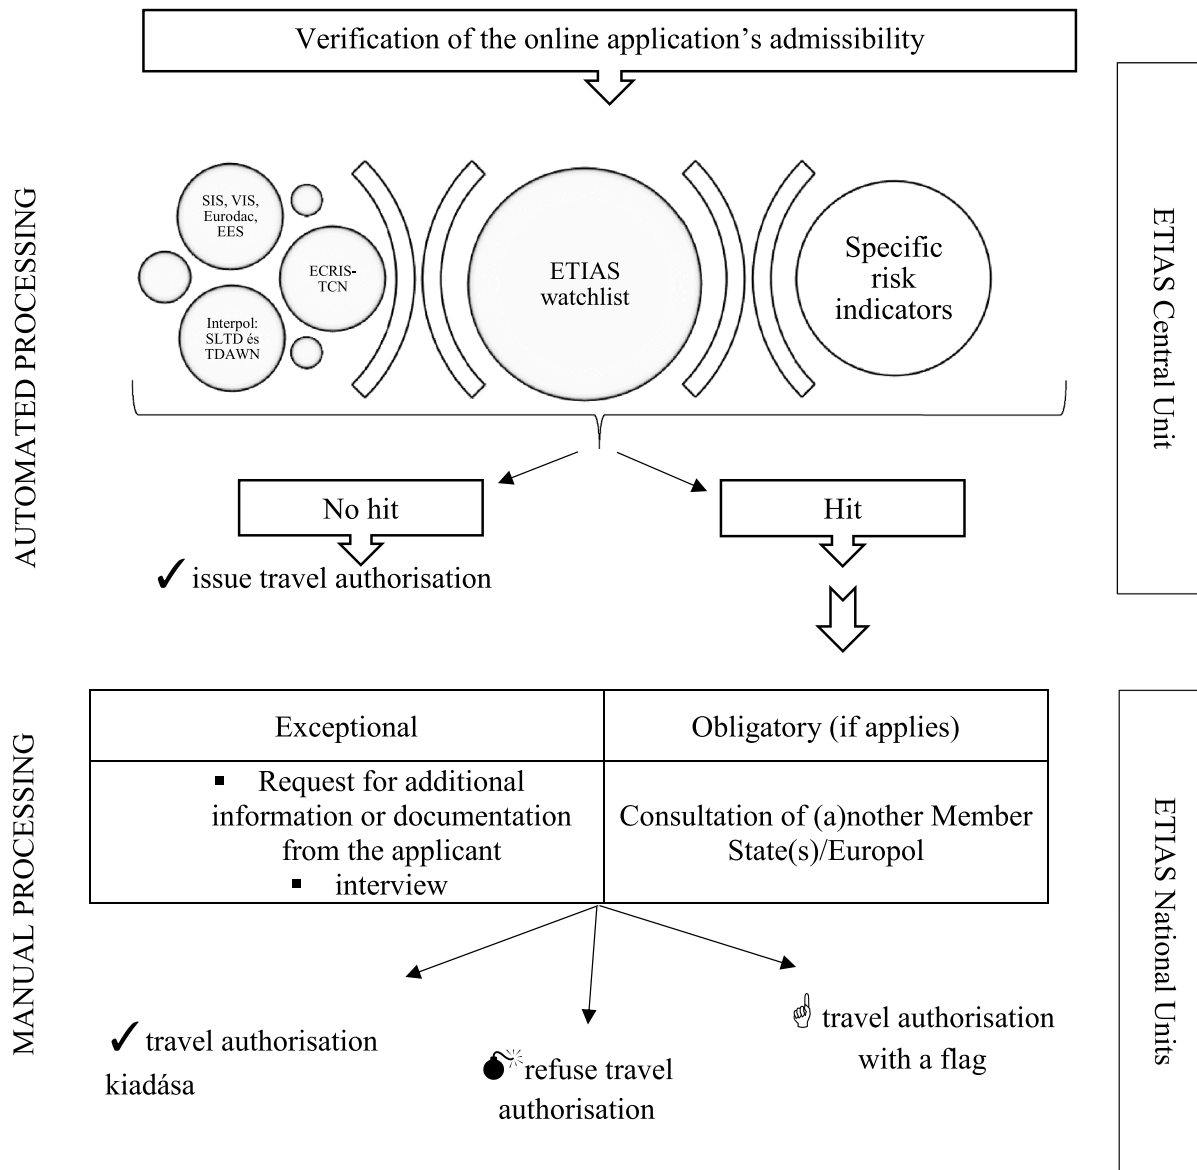 Verification of the online application’s admissibility
AUTOMATED PROCESSING
ETIAS Central Unit
SIS, VIS,
Eurodac,
EES
ECRIS-
TCN
Interpol:
SLTD és
TDAWN
ETIAS
watchlist
Specific
risk
indicators
No hit
Hit
✓ issue travel authorisation
MANUAL PROCESSING
ETIAS National Units
Exceptional
Obligatory (if applies)
▪ Request for additional
information or documentation
from the applicant
▪ interview
Consultation of (a)nother Member
State(s)/Europol
✓ travel authorisation
kiadása
💣 refuse travel
authorisation
☝ travel authorisation
with a flag